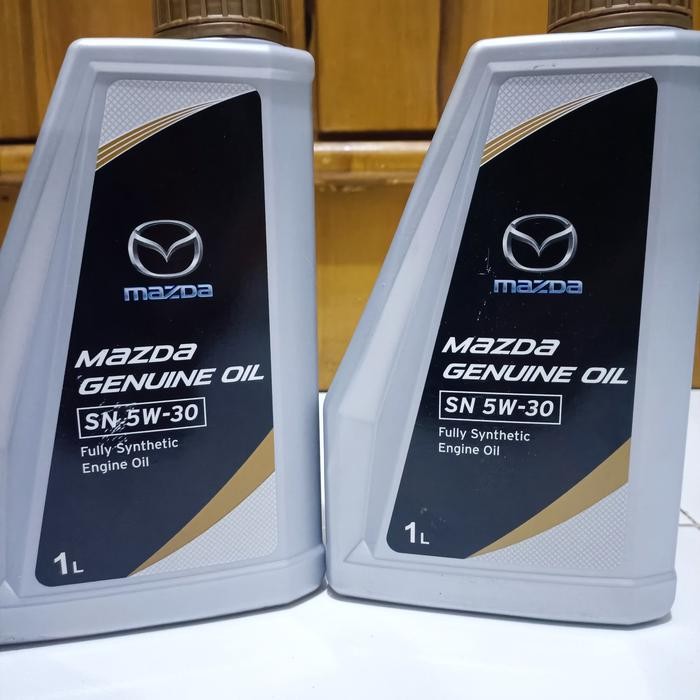 mazda
Mazda
GENUINE OIL
SN 5W-30
Fully Synthetic
Engine Oil
1L
mazda
Mazda
GENUINE OIL
SN 5W-30
Fully Synthetic
Engine Oil
1L